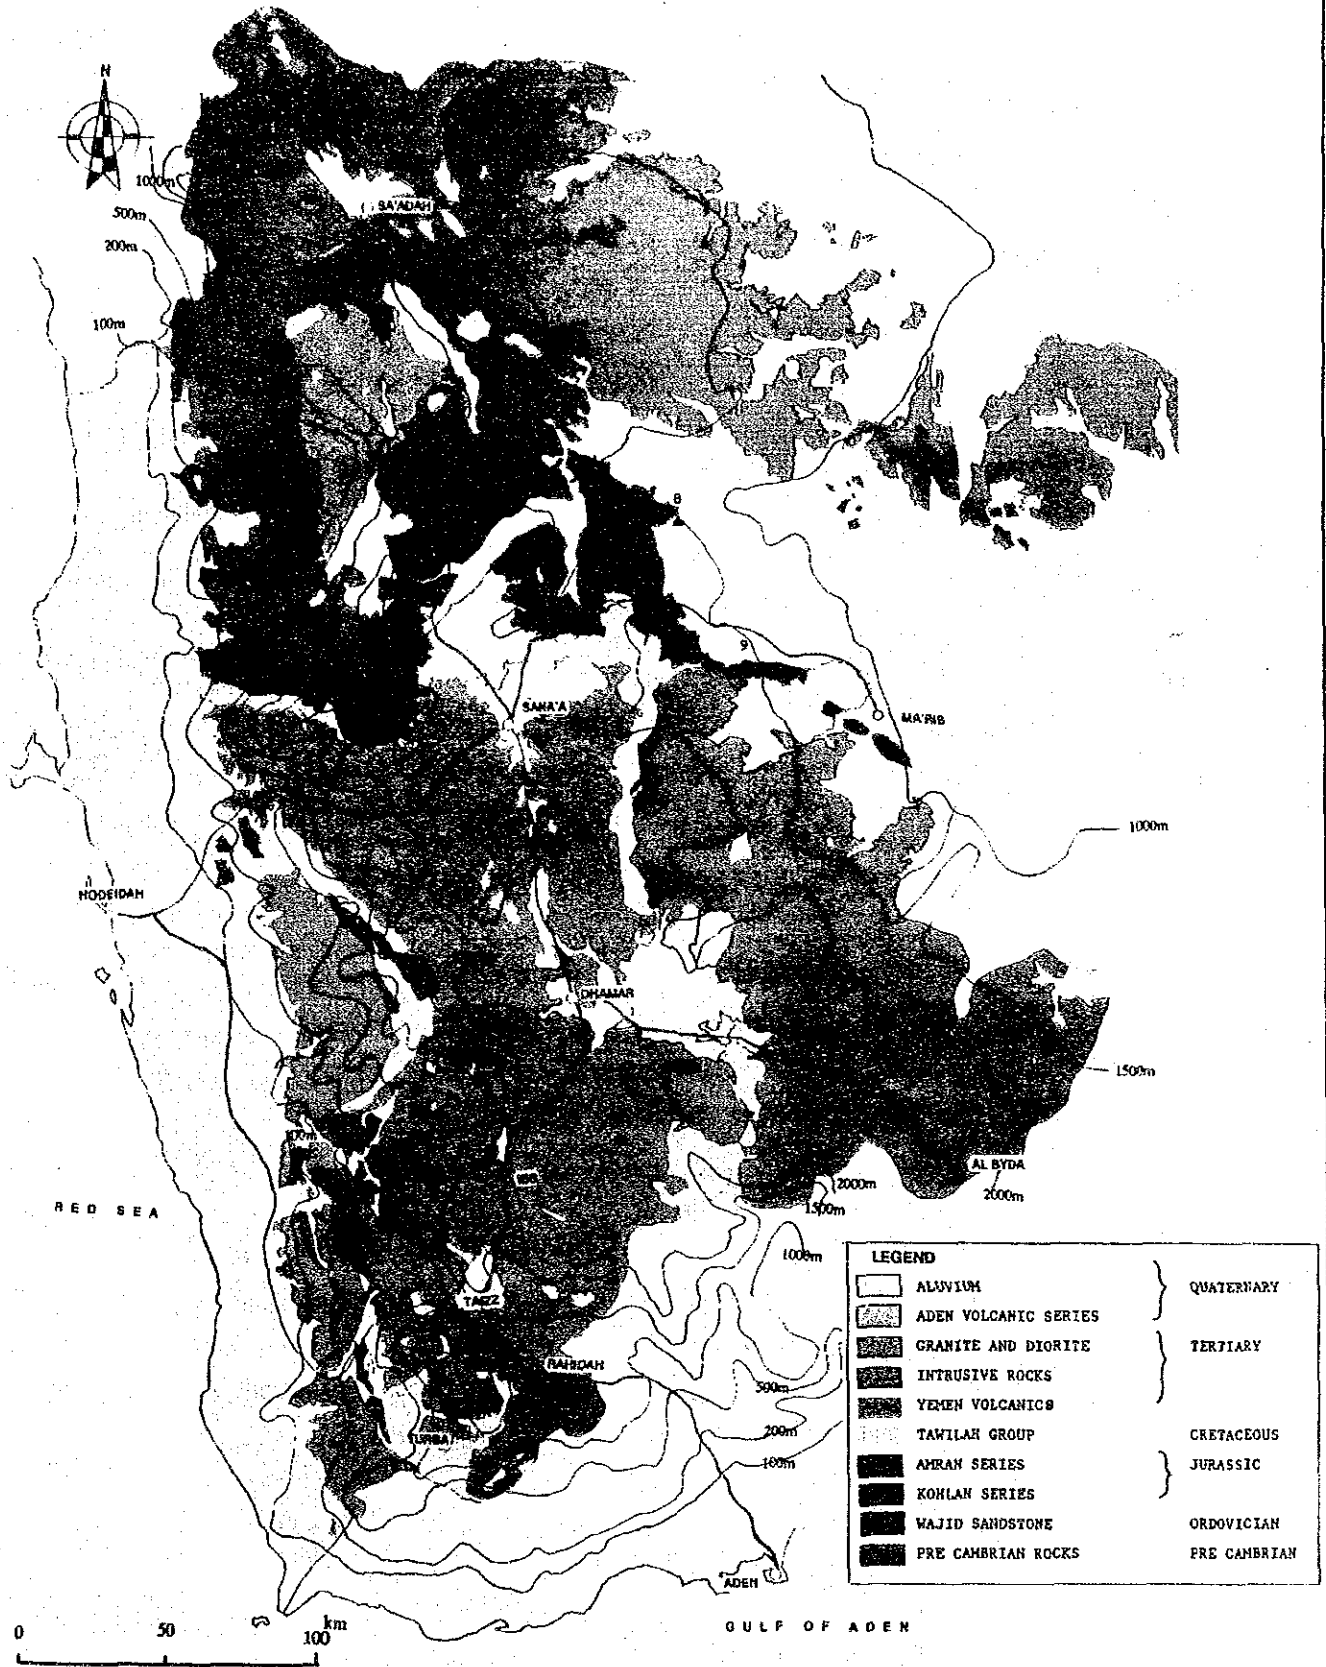 N
1000m
SA'ADAH
500m
200m
100m
8
9
SANA'A
MA'RIB
1000m
HODEIDAH
DHAMAR
1500m
100m
AL BYDA
2000m
2000m
1500m
IBB
RED SEA
1000m
TAIZZ
RAHIDAH
500m
TURBA
200m
100m
ADEN
GULF OF ADEN
LEGEND
ALUVIUM
QUATERNARY
ADEN VOLCANIC SERIES
GRANITE AND DIORITE
TERTIARY
INTRUSIVE ROCKS
YEMEN VOLCANICS
TAWILAH GROUP
CRETACEOUS
AMRAN SERIES
JURASSIC
KOHLAN SERIES
WAJID SANDSTONE
ORDOVICIAN
PRE CAMBRIAN ROCKS
PRE CAMBRIAN
0 50 100 km